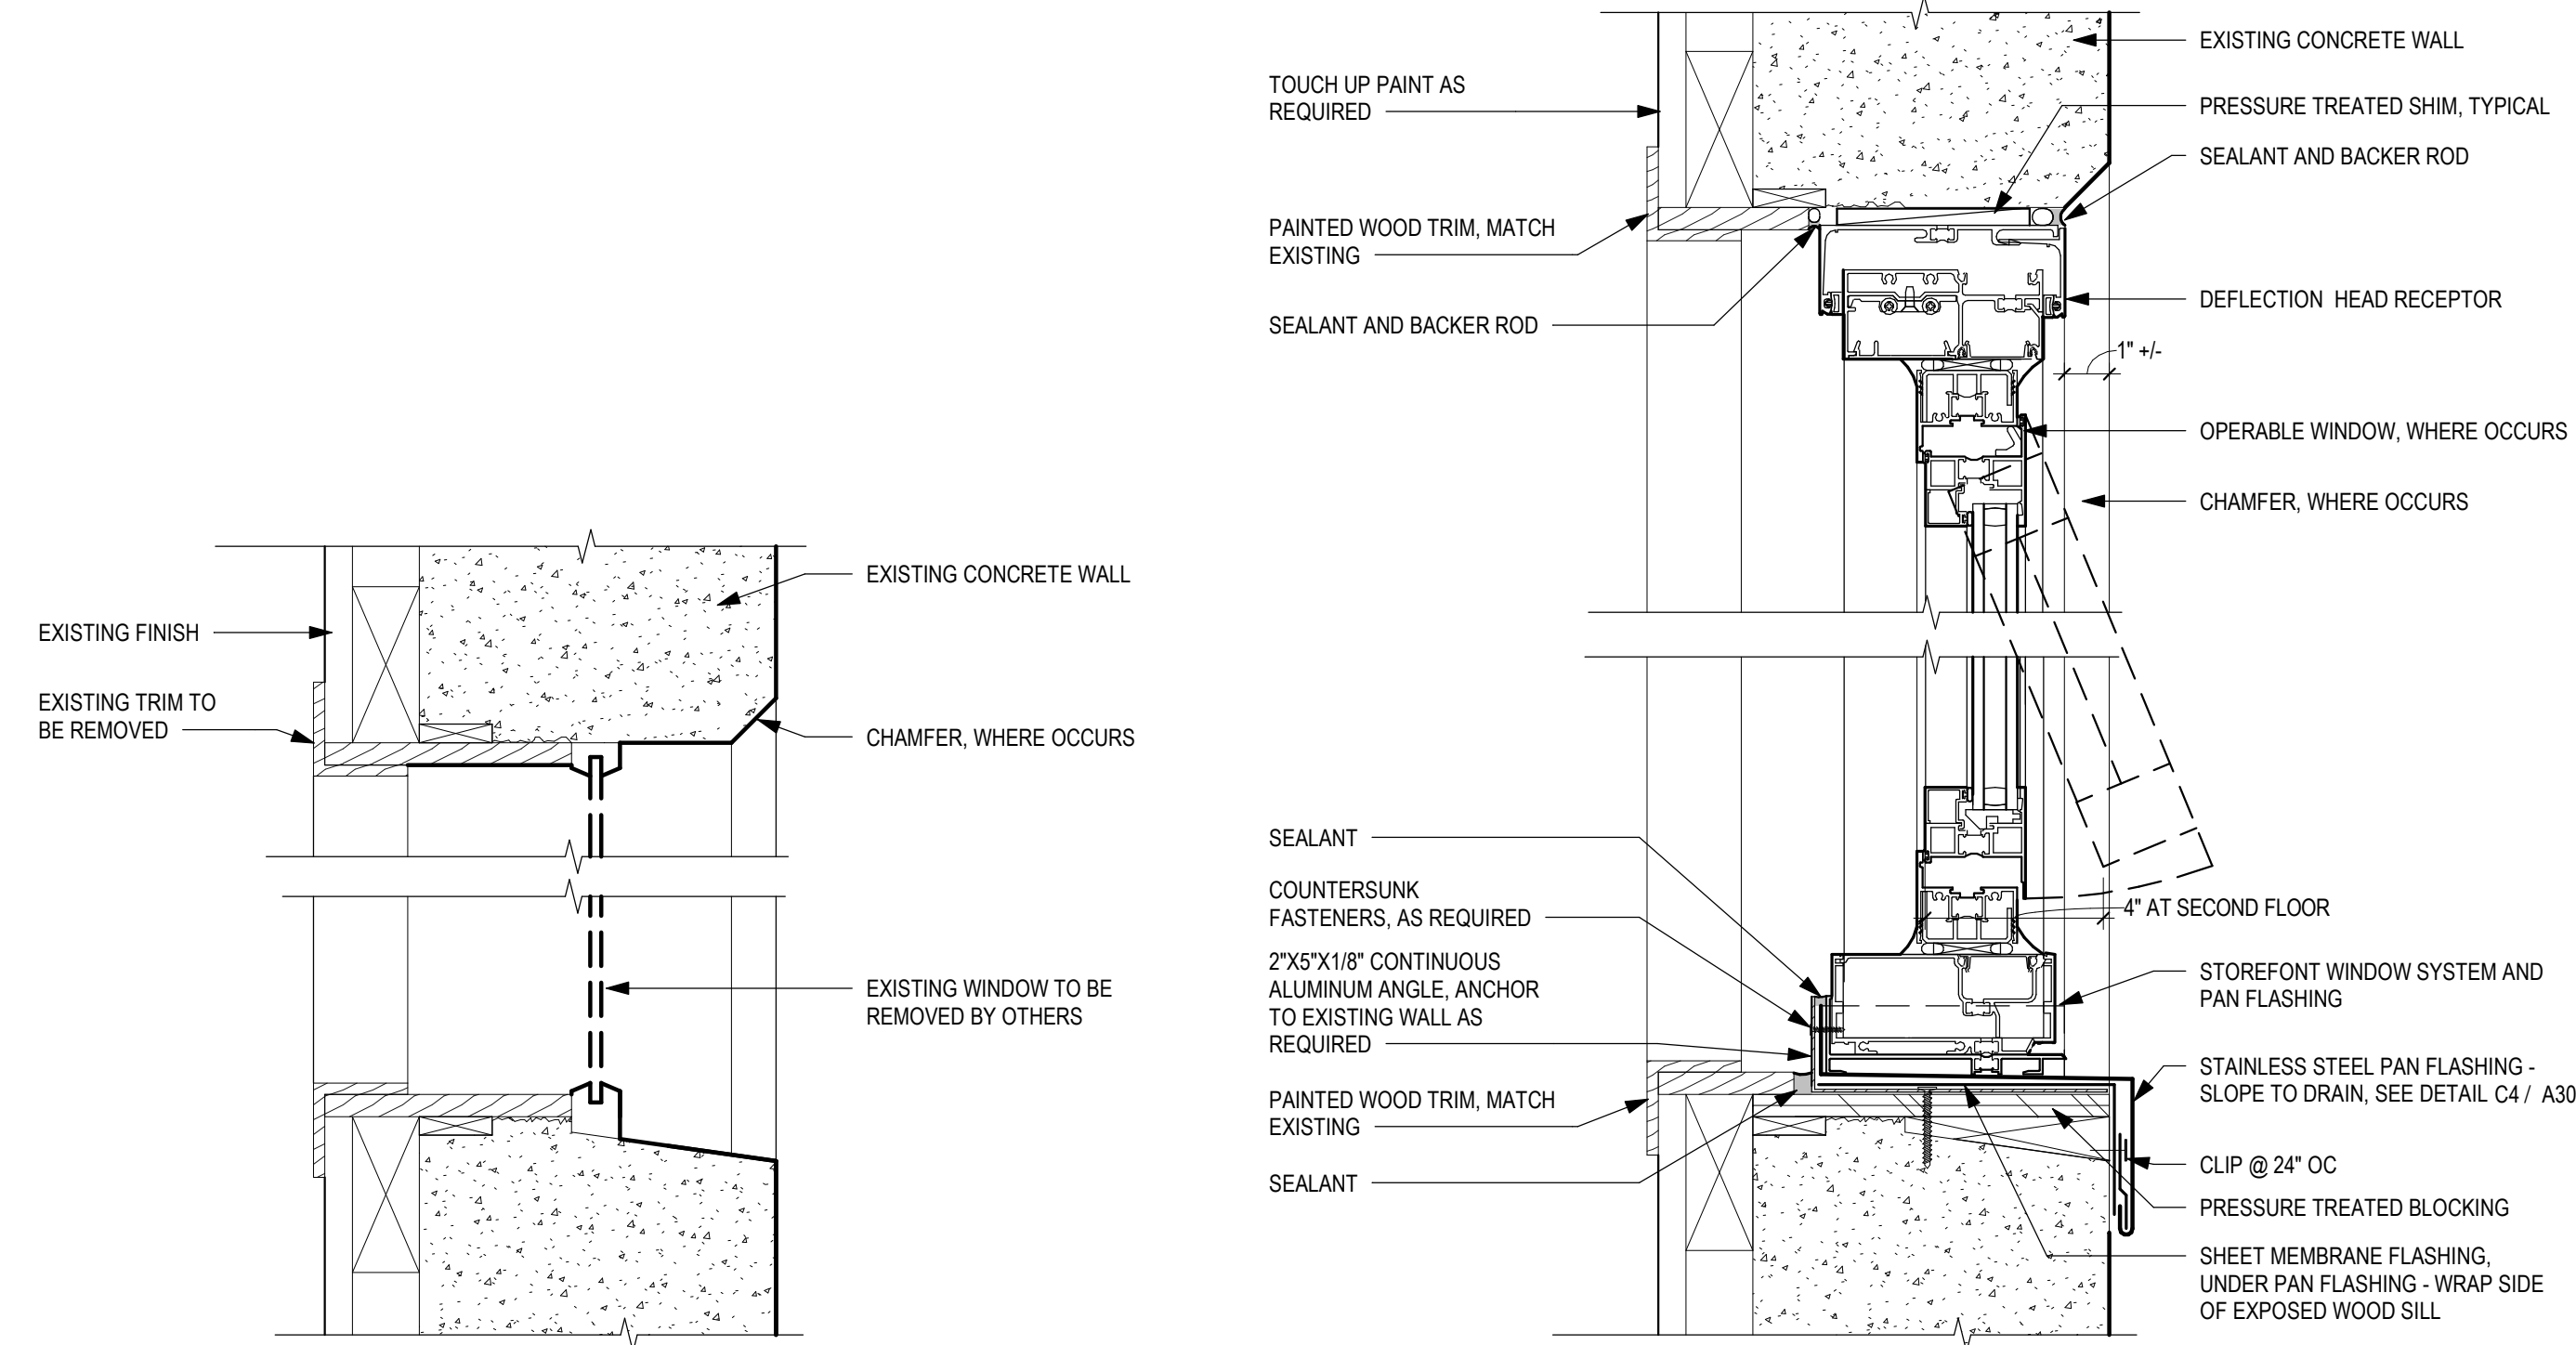 EXISTING FINISH
EXISTING TRIM TO
BE REMOVED
EXISTING CONCRETE WALL
CHAMFER, WHERE OCCURS
EXISTING WINDOW TO BE
REMOVED BY OTHERS
TOUCH UP PAINT AS
REQUIRED
PAINTED WOOD TRIM, MATCH
EXISTING
SEALANT AND BACKER ROD
SEALANT
COUNTERSUNK
FASTENERS, AS REQUIRED
2"X5"X1/8" CONTINUOUS
ALUMINUM ANGLE, ANCHOR
TO EXISTING WALL AS
REQUIRED
PAINTED WOOD TRIM, MATCH
EXISTING
SEALANT
EXISTING CONCRETE WALL
PRESSURE TREATED SHIM, TYPICAL
SEALANT AND BACKER ROD
DEFLECTION HEAD RECEPTOR
1" +/-
OPERABLE WINDOW, WHERE OCCURS
CHAMFER, WHERE OCCURS
4" AT SECOND FLOOR
STOREFONT WINDOW SYSTEM AND
PAN FLASHING
STAINLESS STEEL PAN FLASHING -
SLOPE TO DRAIN, SEE DETAIL C4 / A30
CLIP @ 24" OC
PRESSURE TREATED BLOCKING
SHEET MEMBRANE FLASHING,
UNDER PAN FLASHING - WRAP SIDE
OF EXPOSED WOOD SILL